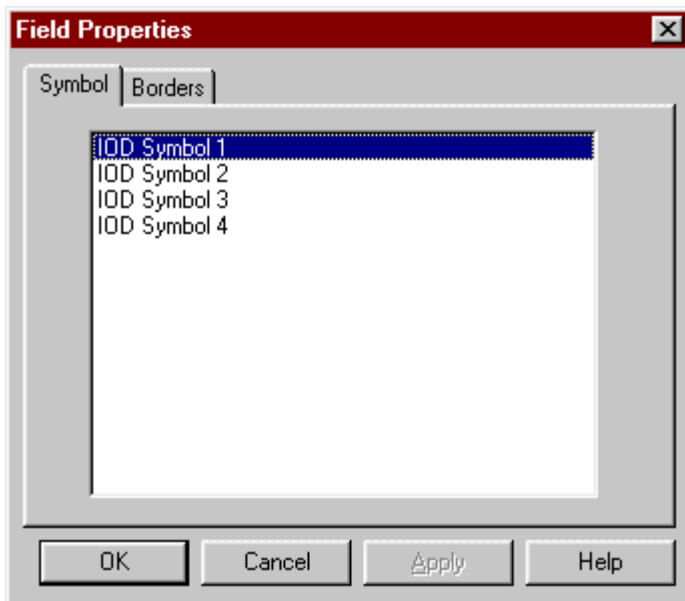 Field Properties
Symbol Borders
IOD Symbol 1
IOD Symbol 2
IOD Symbol 3
IOD Symbol 4
OK Cancel Apply Help